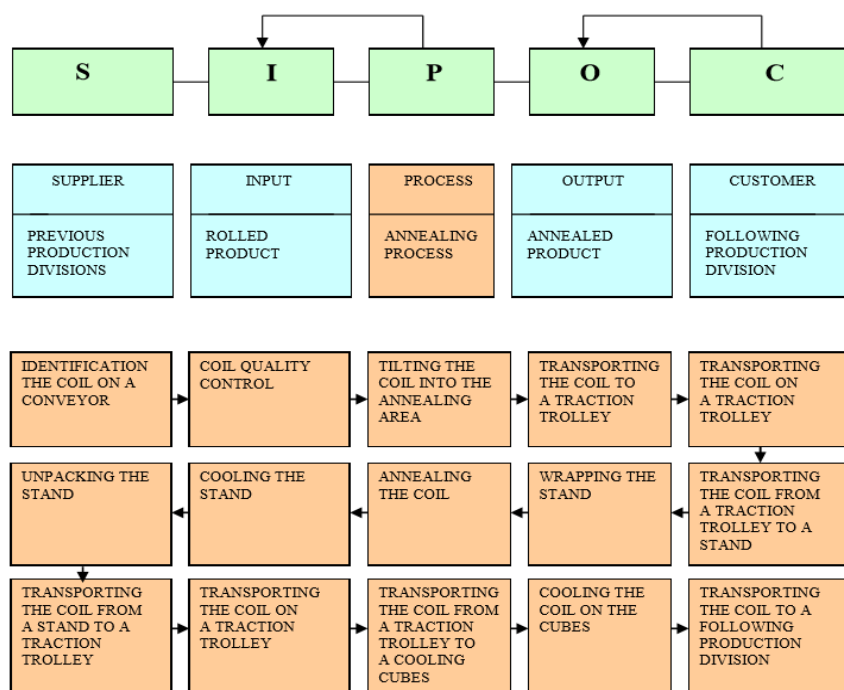 S
I
P
O
C
SUPPLIER
PREVIOUS
PRODUCTION
DIVISIONS
INPUT
ROLLED
PRODUCT
PROCESS
ANNEALING
PROCESS
OUTPUT
ANNEALED
PRODUCT
CUSTOMER
FOLLOWING
PRODUCTION
DIVISION
IDENTIFICATION
THE COIL ON A
CONVEYOR
COIL QUALITY
CONTROL
TILTING THE
COIL INTO THE
ANNEALING
AREA
TRANSPORTING
THE COIL TO
A TRACTION
TROLLEY
TRANSPORTING
THE COIL ON
A TRACTION
TROLLEY
TRANSPORTING
THE COIL FROM
A TRACTION
TROLLEY TO A
STAND
WRAPPING THE
STAND
ANNEALING
THE COIL
COOLING THE
STAND
UNPACKING THE
STAND
TRANSPORTING
THE COIL FROM
A STAND TO A
TRACTION
TROLLEY
TRANSPORTING
THE COIL ON
A TRACTION
TROLLEY
TRANSPORTING
THE COIL FROM
A TRACTION
TROLLEY TO
A COOLING
CUBES
COOLING THE
COIL ON THE
CUBES
TRANSPORTING
THE COIL TO A
FOLLOWING
PRODUCTION
DIVISION